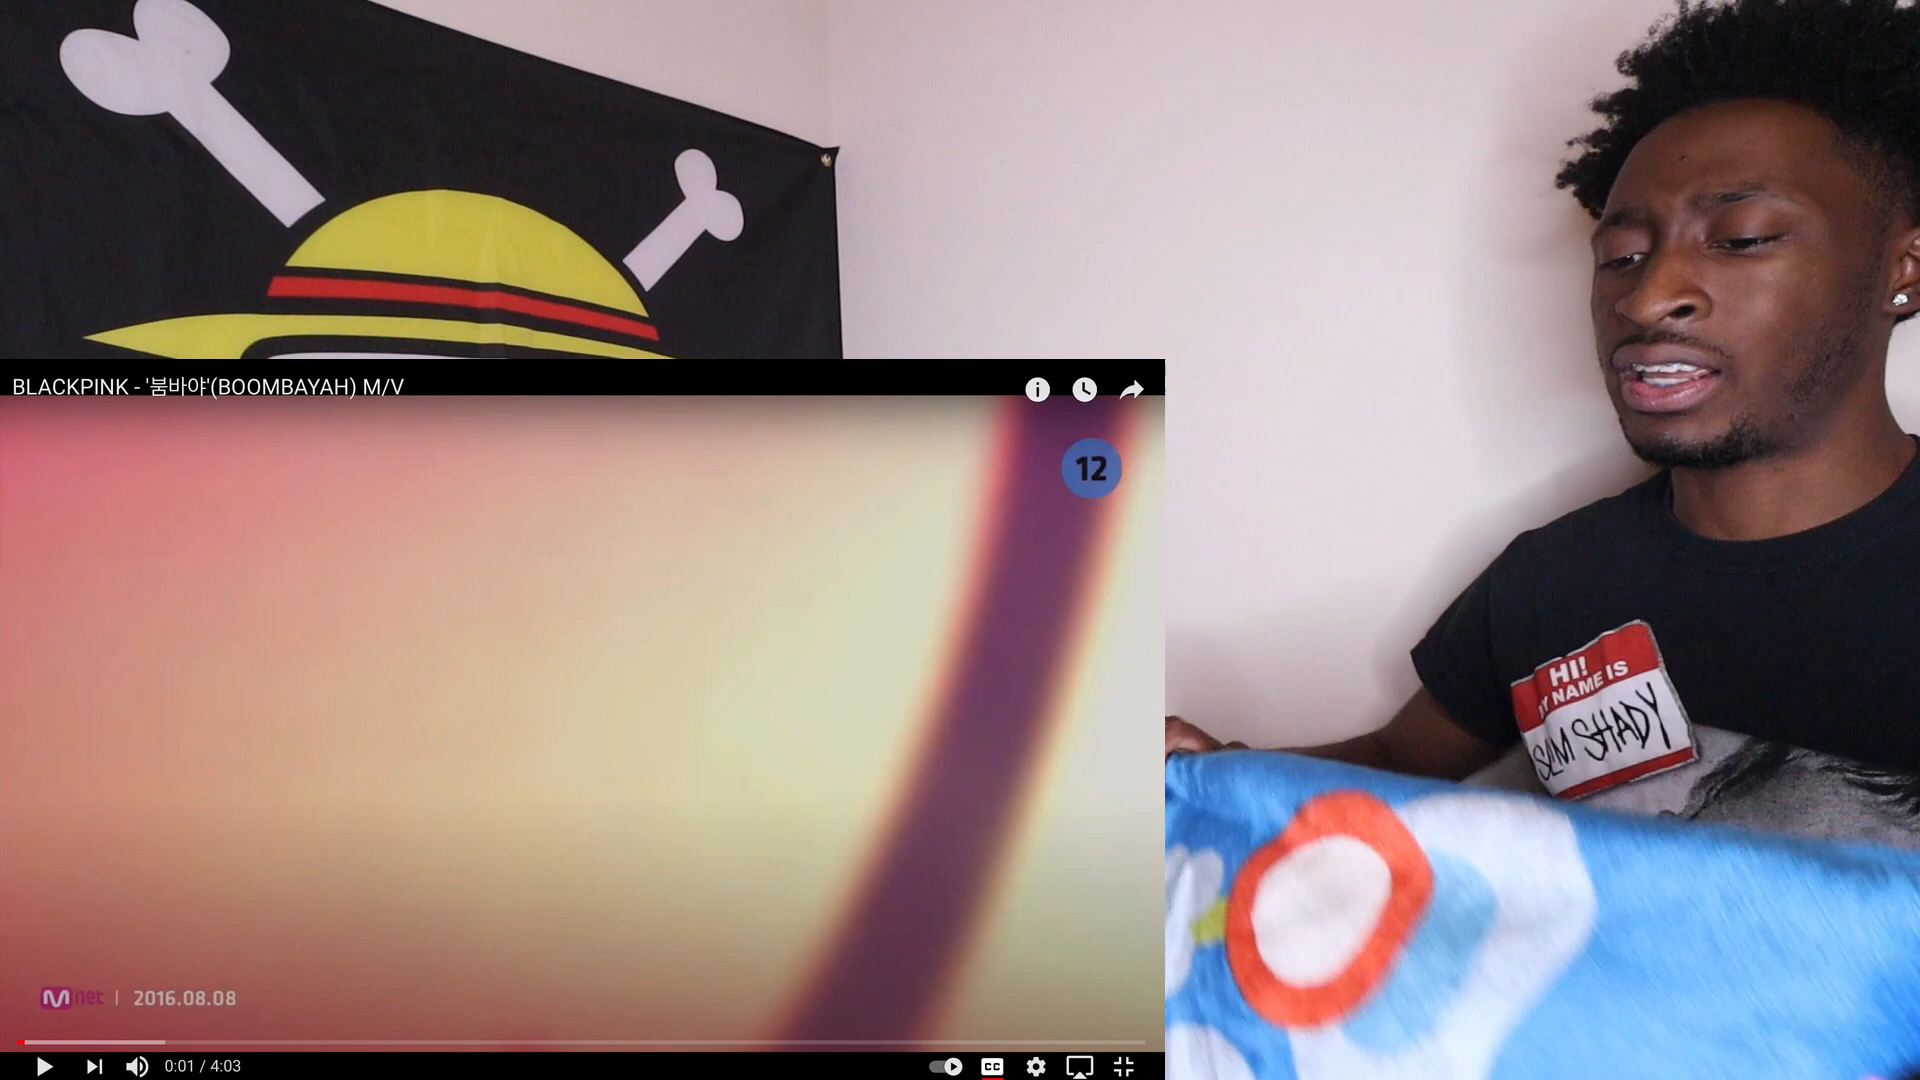 BLACKPINK - '붐바야'(BOOMBAYAH) M/V
12
Mnet | 2016.08.08
0:01 / 4:03
CC
HI!
MY NAME IS
SLIM SHADY